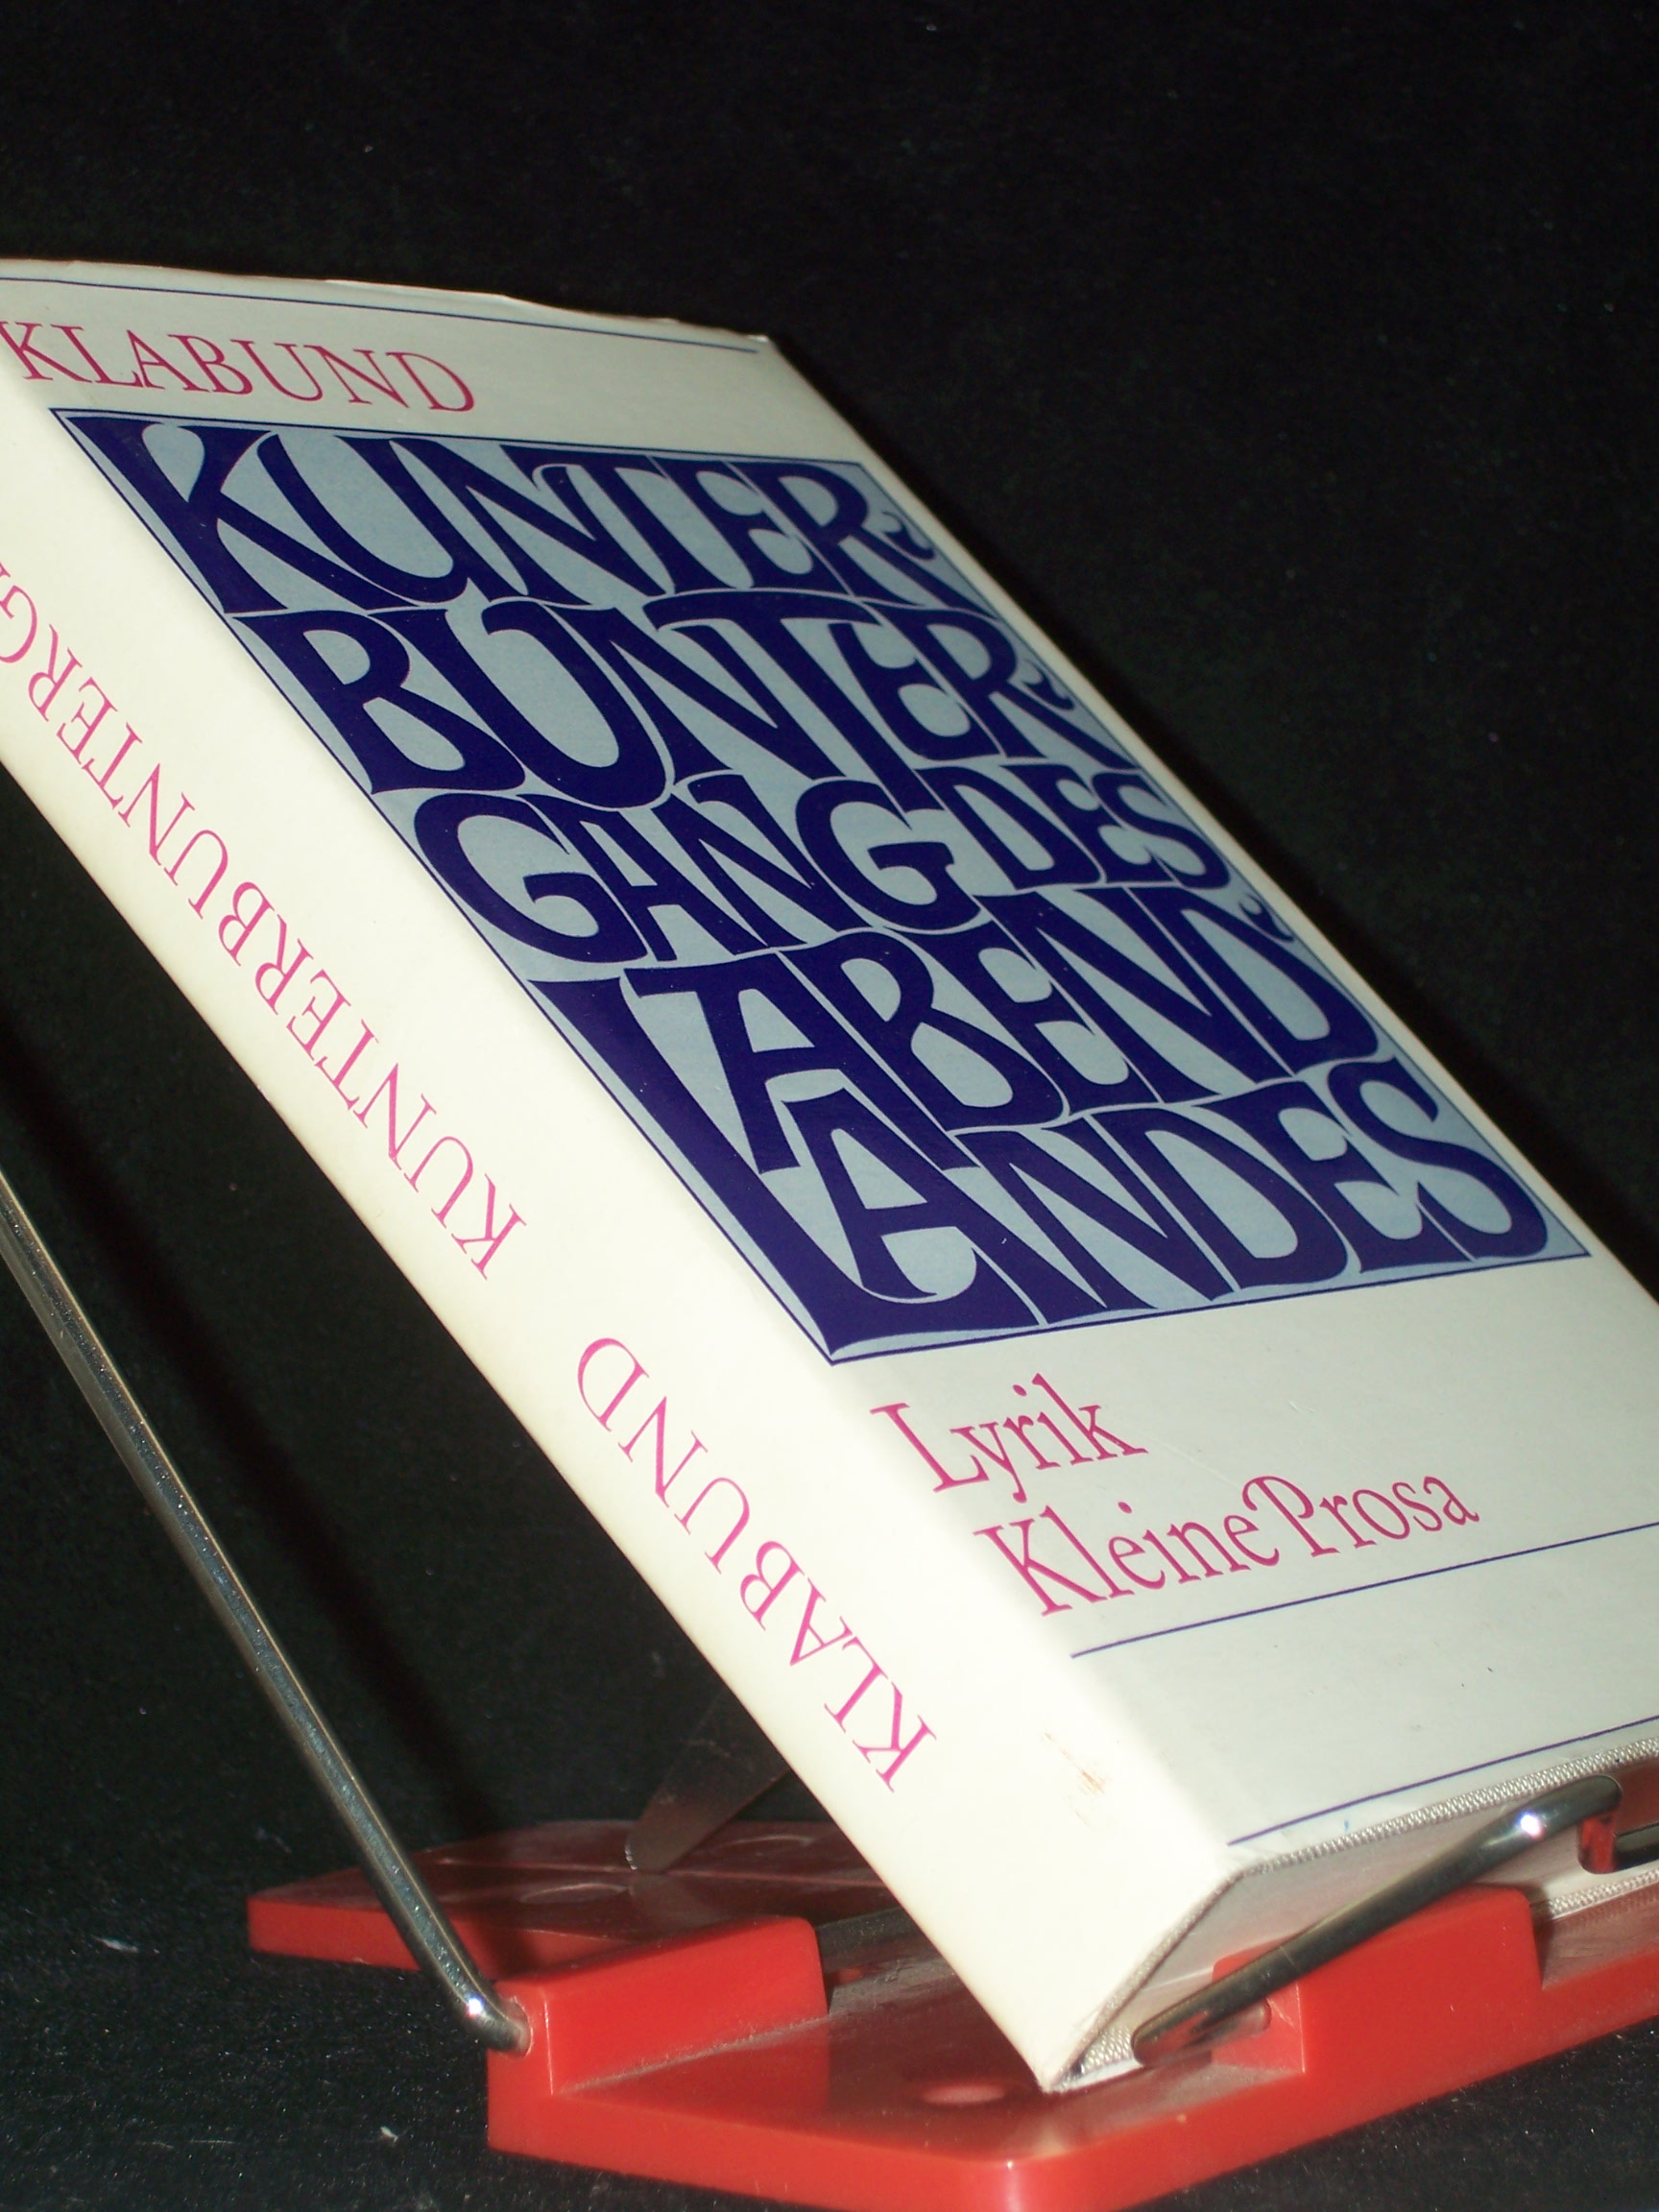 KLABUND
KUNTER-
BUNTER-
GANG DES
ABEND-
LANDES
Lyrik
Kleine Prosa
KLABUND KUNTERBUNTERG